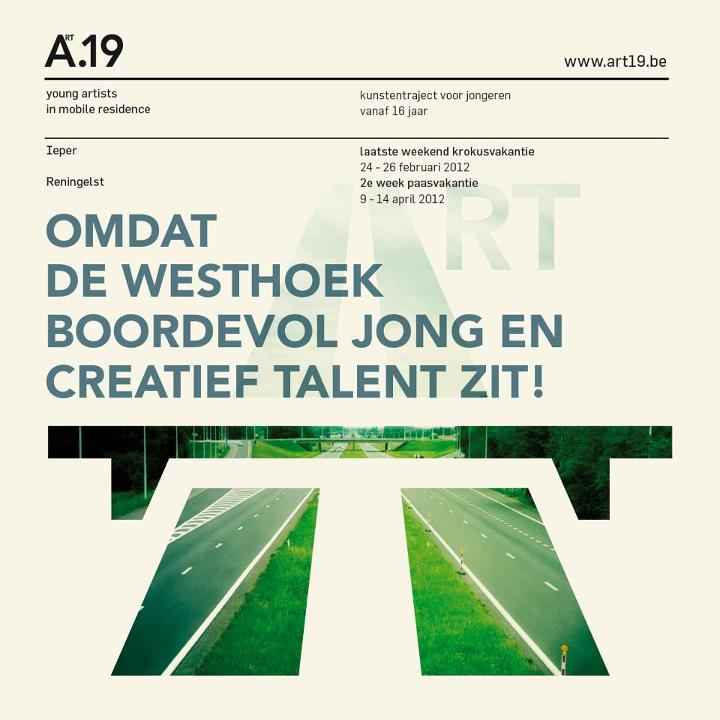 ART.19
www.art19.be
young artists
in mobile residence
kunstentraject voor jongeren
vanaf 16 jaar
Ieper
laatste weekend krokusvakantie
24 - 26 februari 2012
Reningelst
2e week paasvakantie
9 - 14 april 2012
ART
OMDAT
DE WESTHOEK
BOORDEVOL JONG EN
CREATIEF TALENT ZIT!